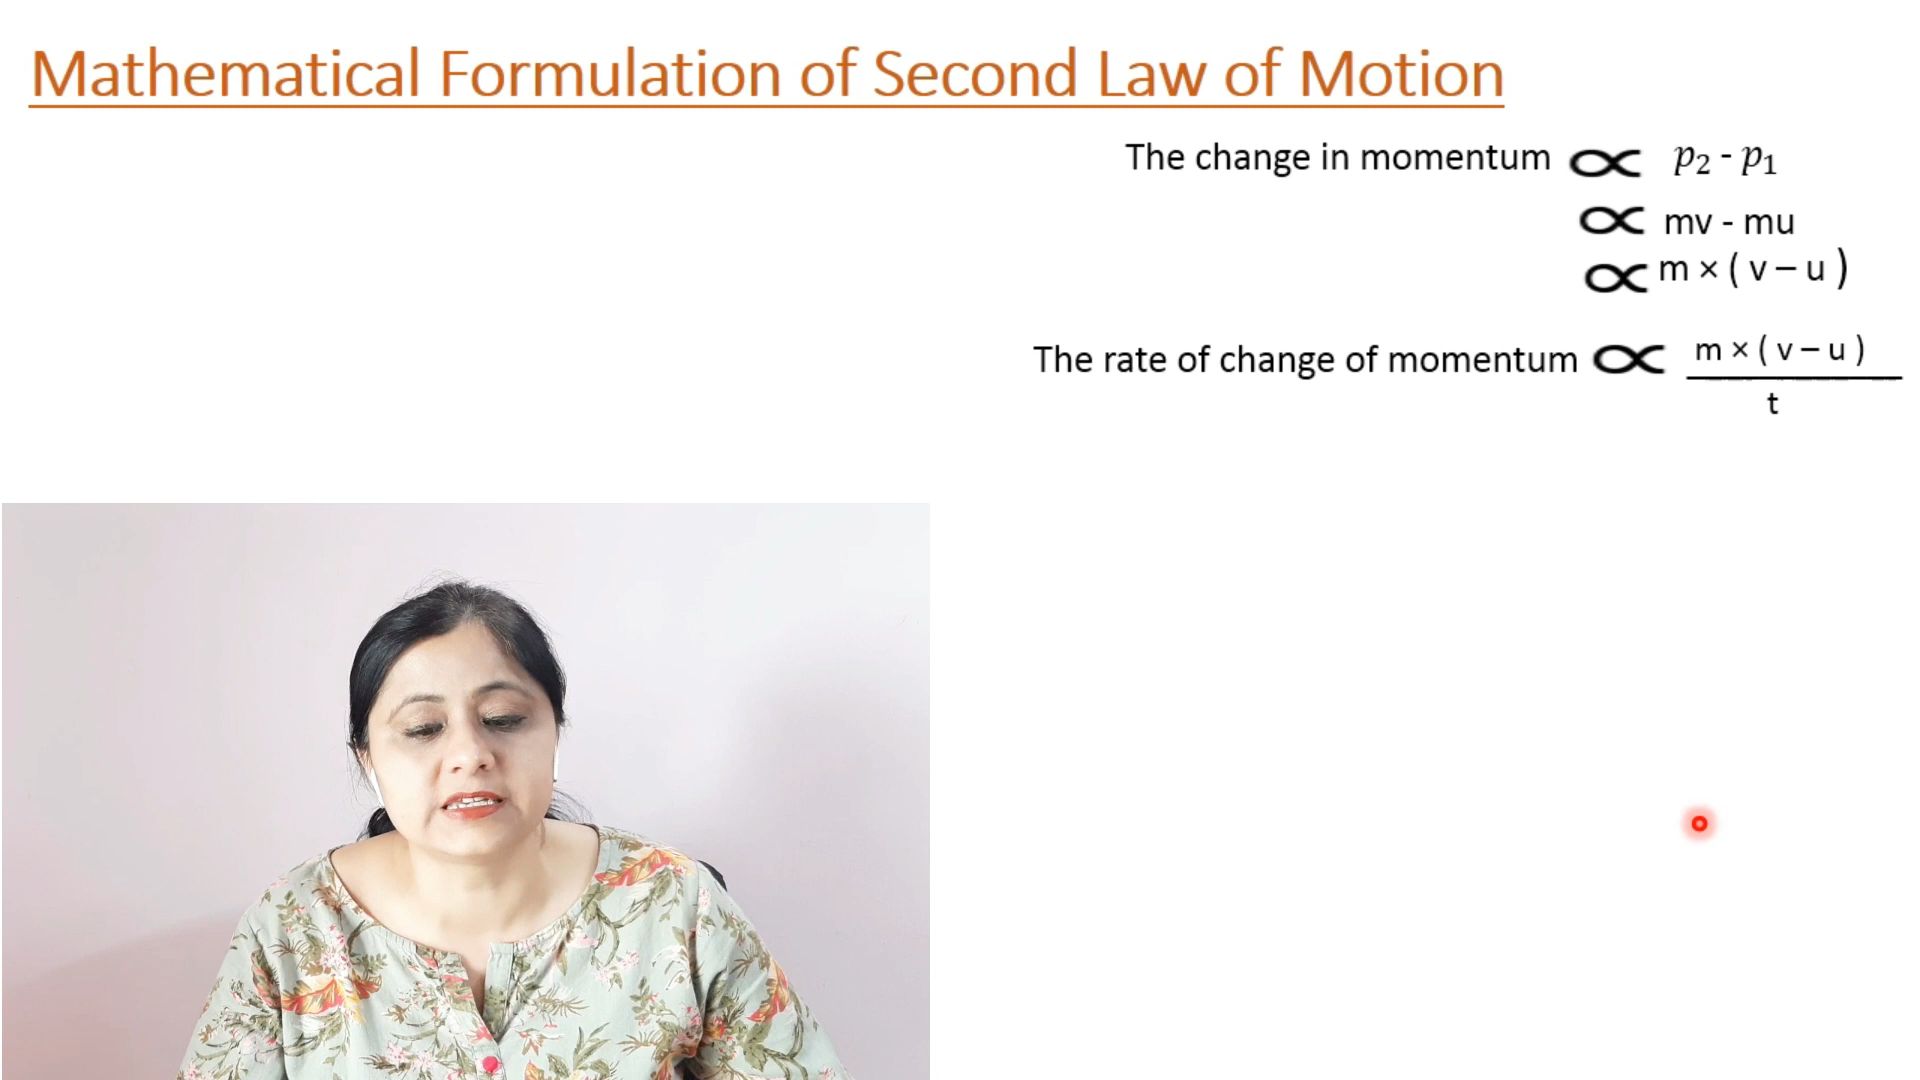 Mathematical Formulation of Second Law of Motion
The change in momentum ∝ p₂ - p₁
∝ mv - mu
∝ m × ( v – u )
The rate of change of momentum ∝ m × ( v – u )
t